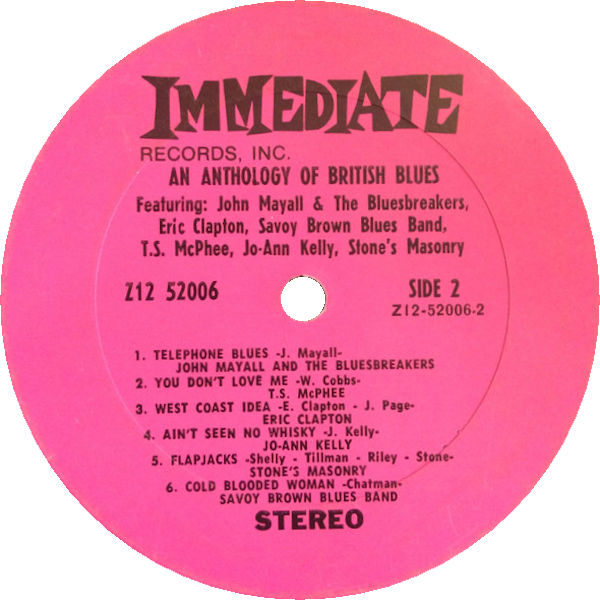 IMMEDIATE
RECORDS, INC.
AN ANTHOLOGY OF BRITISH BLUES
Featuring: John Mayall & The Bluesbreakers,
Eric Clapton, Savoy Brown Blues Band,
T.S. McPhee, Jo-Ann Kelly, Stone's Masonry
Z12 52006
SIDE 2
Z12-52006-2
1. TELEPHONE BLUES -J. Mayall-
JOHN MAYALL AND THE BLUESBREAKERS
2. YOU DON'T LOVE ME -W. Cobbs-
T.S. McPHEE
3. WEST COAST IDEA -E. Clapton - J. Page-
ERIC CLAPTON
4. AIN'T SEEN NO WHISKY -J. Kelly-
JO-ANN KELLY
5. FLAPJACKS -Shelly - Tillman - Riley - Stone-
STONE'S MASONRY
6. COLD BLOODED WOMAN -Chatman-
SAVOY BROWN BLUES BAND
STEREO